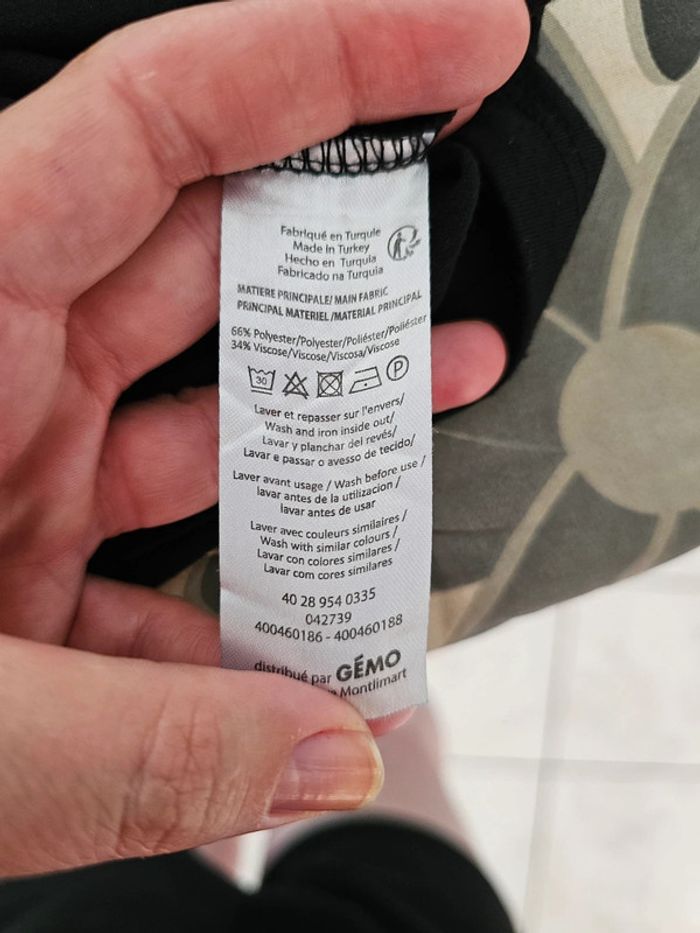 Fabriqué en Turquie
Made in Turkey
Hecho en Turquia
Fabricado na Turquia
MATIERE PRINCIPALE/ MAIN FABRIC
PRINCIPAL MATERIEL /MATERIAL PRINCIPAL
66% Polyester/Polyester/Poliéster/Poliéster
34% Viscose/Viscose/Viscosa/Viscose
30 P
Laver et repasser sur l'envers/
Wash and iron inside out/
Lavar y planchar del revés/
Lavar e passar o avesso de tecido/
Laver avant usage / Wash before use /
lavar antes de la utilizacion /
lavar antes de usar
Laver avec couleurs similaires /
Wash with similar colours /
Lavar con colores similares /
Lavar com cores similares
40 28 954 0335
042739
400460186 - 400460188
distribué par GÉMO
Montlimart